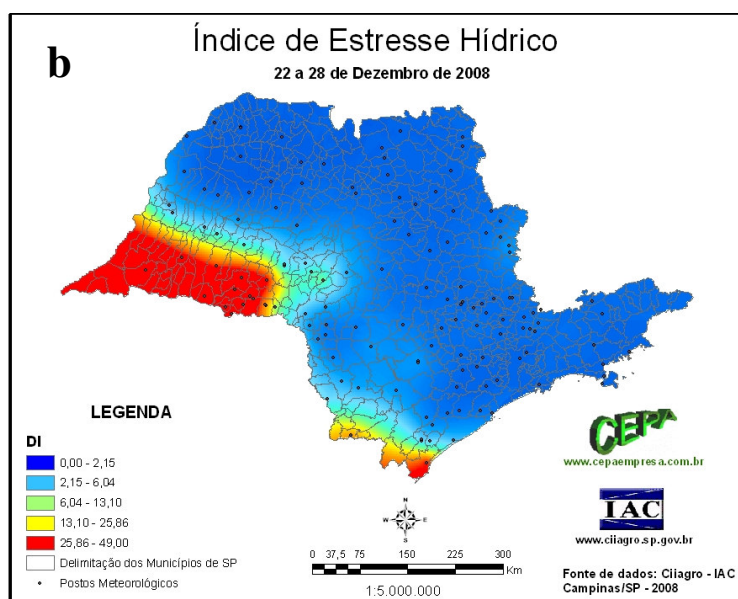 b
Índice de Estresse Hídrico
22 a 28 de Dezembro de 2008
LEGENDA
DI
0,00 - 2,15
2,15 - 6,04
6,04 - 13,10
13,10 - 25,86
25,86 - 49,00
Delimitação dos Municípios de SP
Postos Meteorológicos
N
W E
S
0 37,5 75 150 225 300
Km
1:5.000.000
CEPA
www.cepaempresa.com.br
IAC
www.ciiagro.sp.gov.br
Fonte de dados: Ciiagro - IAC
Campinas/SP - 2008